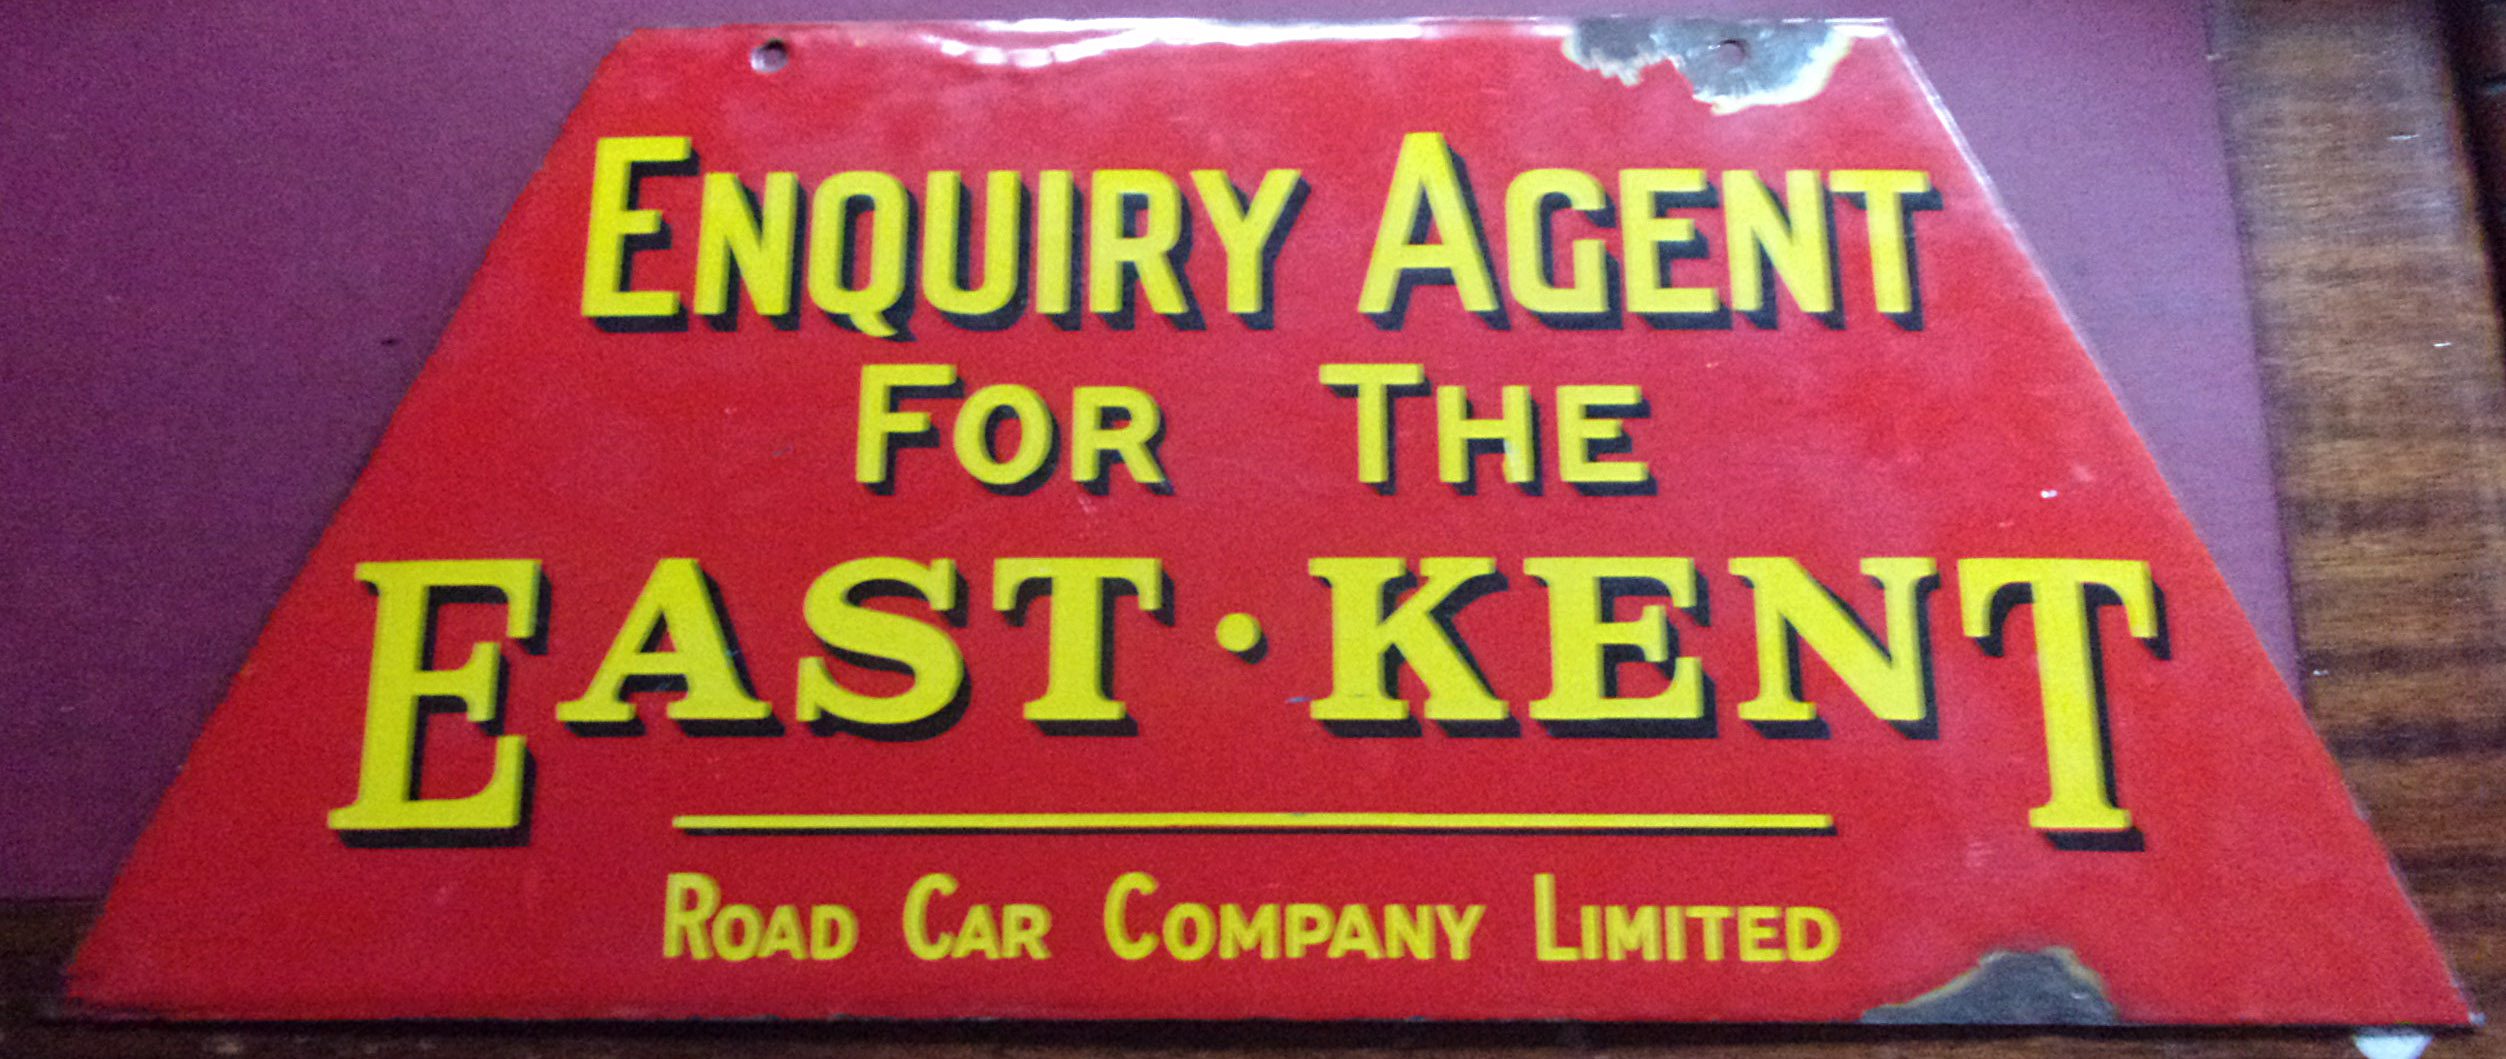 ENQUIRY AGENT
FOR THE
EAST·KENT
ROAD CAR COMPANY LIMITED